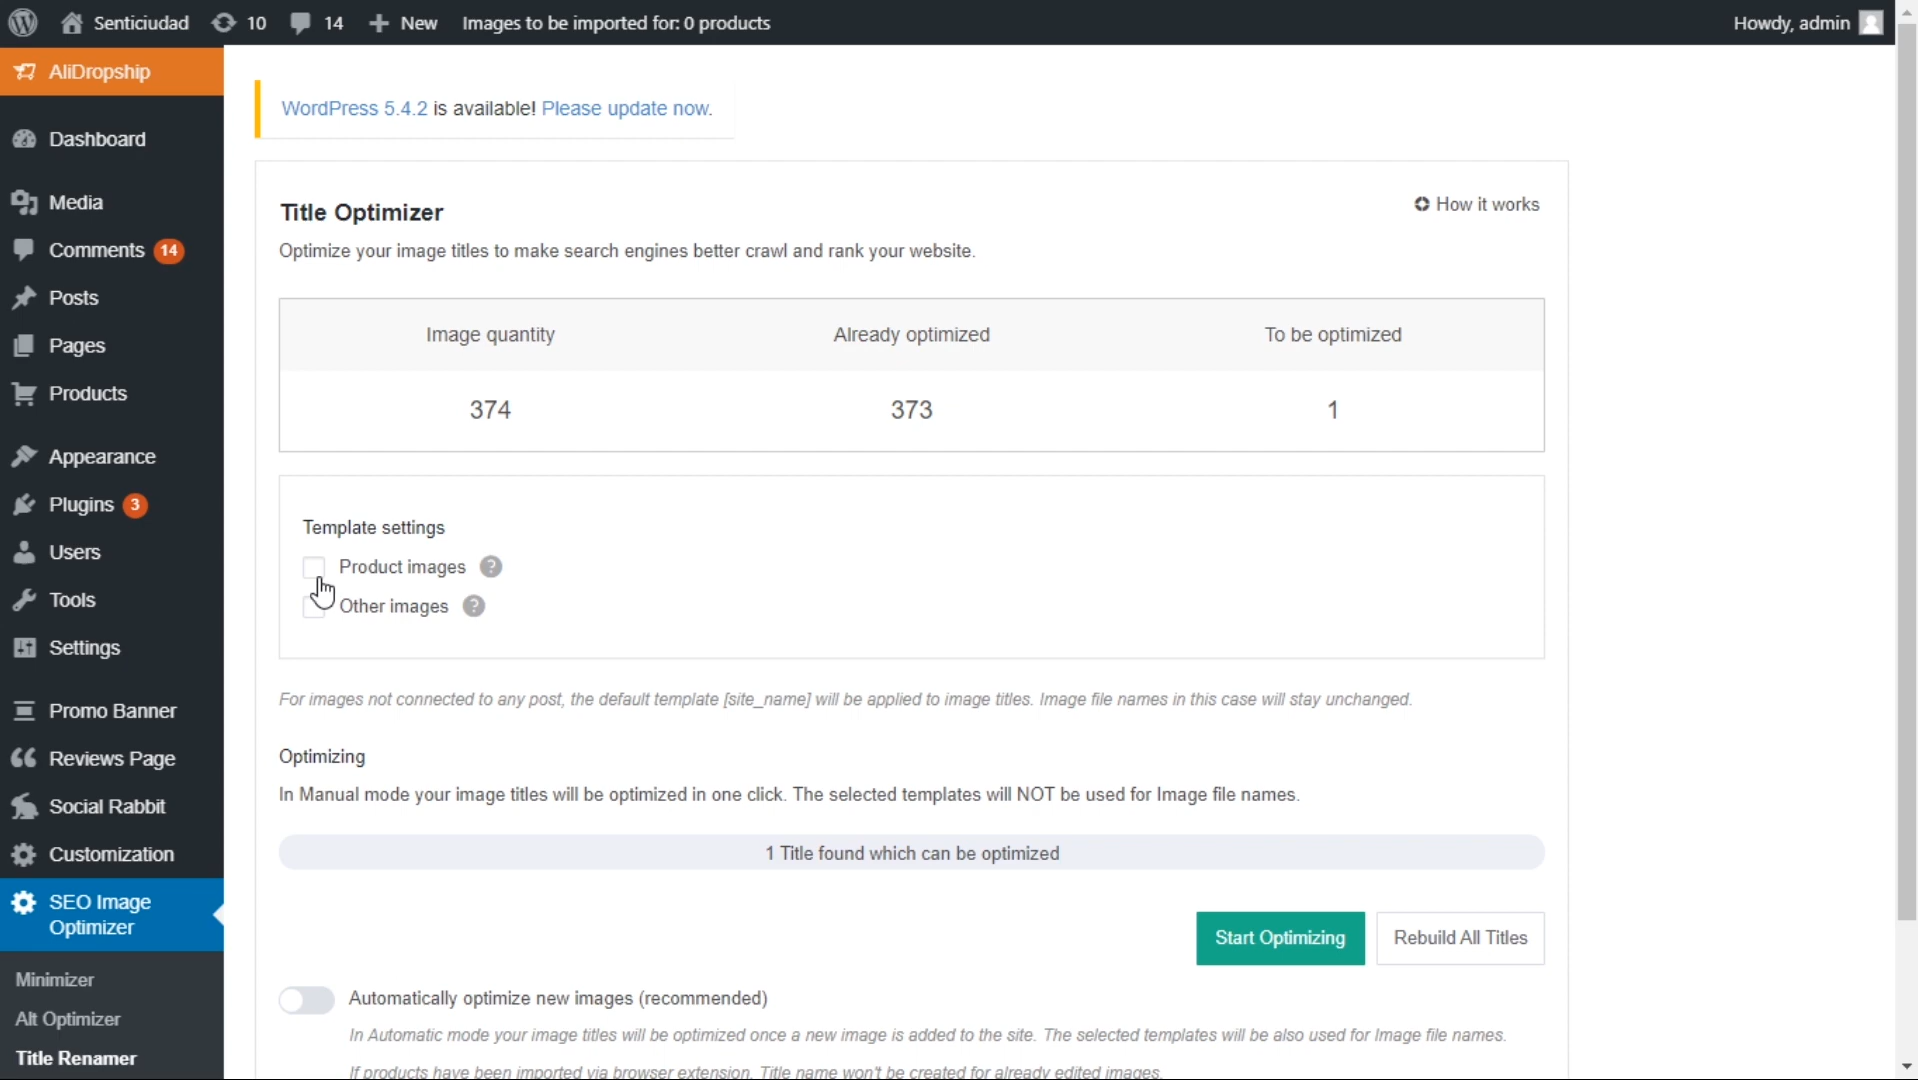 Senticiudad 10 14 New Images to be imported for: 0 products Howdy, admin
AliDropship
Dashboard
Media
Comments 14
Posts
Pages
Products
Appearance
Plugins 3
Users
Tools
Settings
Promo Banner
Reviews Page
Social Rabbit
Customization
SEO Image
Optimizer
Minimizer
Alt Optimizer
Title Renamer
WordPress 5.4.2 is available! Please update now.
Title Optimizer
How it works
Optimize your image titles to make search engines better crawl and rank your website.
Image quantity Already optimized To be optimized
374 373 1
Template settings
Product images ?
Other images ?
For images not connected to any post, the default template [site_name] will be applied to image titles. Image file names in this case will stay unchanged.
Optimizing
In Manual mode your image titles will be optimized in one click. The selected templates will NOT be used for Image file names.
1 Title found which can be optimized
Start Optimizing Rebuild All Titles
Automatically optimize new images (recommended)
In Automatic mode your image titles will be optimized once a new image is added to the site. The selected templates will be also used for Image file names.
If products have been imported via browser extension, Title name won't be created for already edited images.